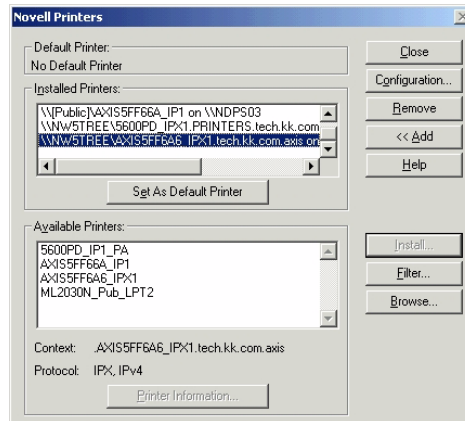 Novell Printers
Default Printer:
No Default Printer
Installed Printers:
\\[Public]\AXIS5FF66A_IP1 on \\NDPS03
\\NW5TREE\5600PD_IPX1.PRINTERS.tech.kk.com
\\NW5TREE\AXIS5FF6A6_IPX1.tech.kk.com.axis on
Set As Default Printer
Available Printers:
5600PD_IP1_PA
AXIS5FF66A_IP1
AXIS5FF6A6_IPX1
ML2030N_Pub_LPT2
Context: .AXIS5FF6A6_IPX1.tech.kk.com.axis
Protocol: IPX, IPv4
Printer Information...
Close
Configuration...
Remove
<< Add
Help
Install...
Filter...
Browse...